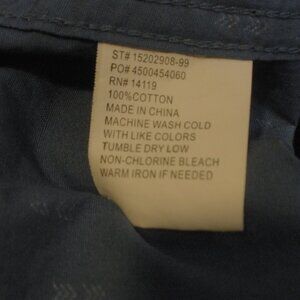 ST# 15202908-99
PO# 4500454060
RN# 14119
100%COTTON
MADE IN CHINA
MACHINE WASH COLD
WITH LIKE COLORS
TUMBLE DRY LOW
NON-CHLORINE BLEACH
WARM IRON IF NEEDED